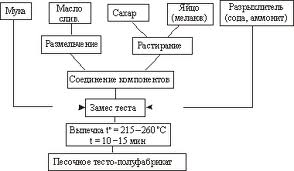 Мука
Масло
слив.
Сахар
Яйцо
(меланж)
Разрыхлитель
(сода, аммонит)
Размельчение
Растирание
Соединение компонентов
Замес теста
Выпечка t° = 215–260 °C
t = 10–15 мин
Песочное тесто-полуфабрикат